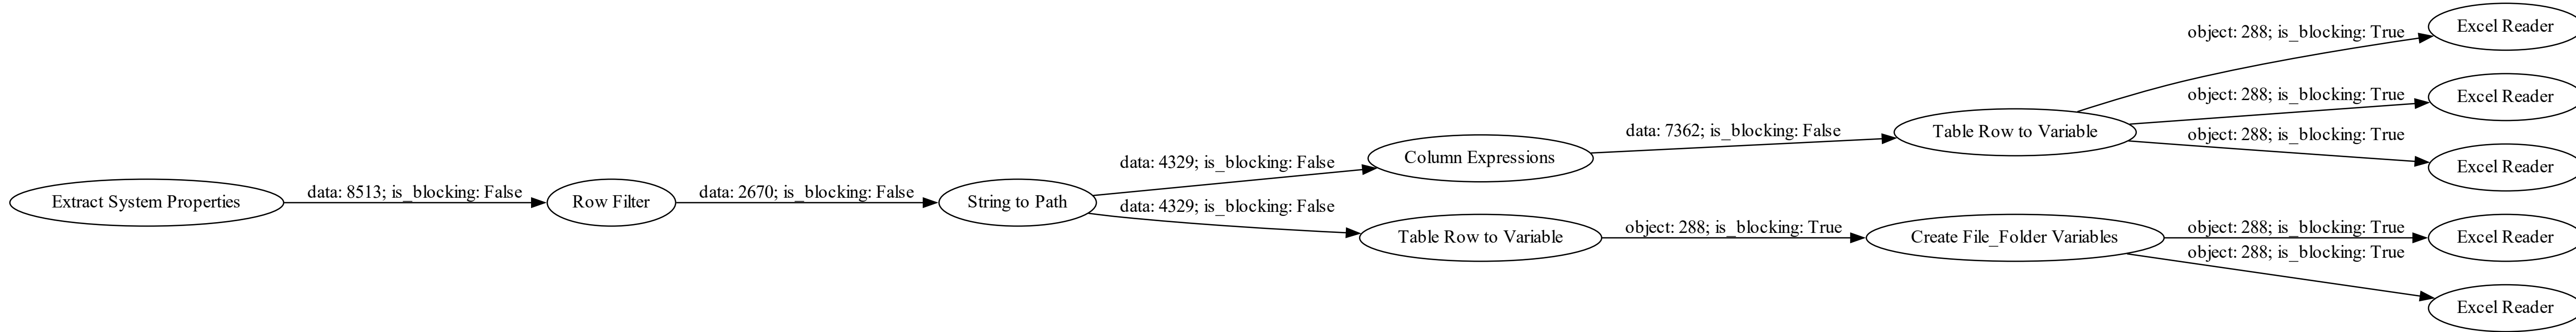 Excel Reader
object: 288; is_blocking: True
object: 288; is_blocking: True
Excel Reader
data: 7362; is_blocking: False
Table Row to Variable
object: 288; is_blocking: True
data: 4329; is_blocking: False
Column Expressions
Excel Reader
Extract System Properties
data: 8513; is_blocking: False
Row Filter
data: 2670; is_blocking: False
String to Path
data: 4329; is_blocking: False
Table Row to Variable
object: 288; is_blocking: True
Create File_Folder Variables
object: 288; is_blocking: True
Excel Reader
object: 288; is_blocking: True
Excel Reader